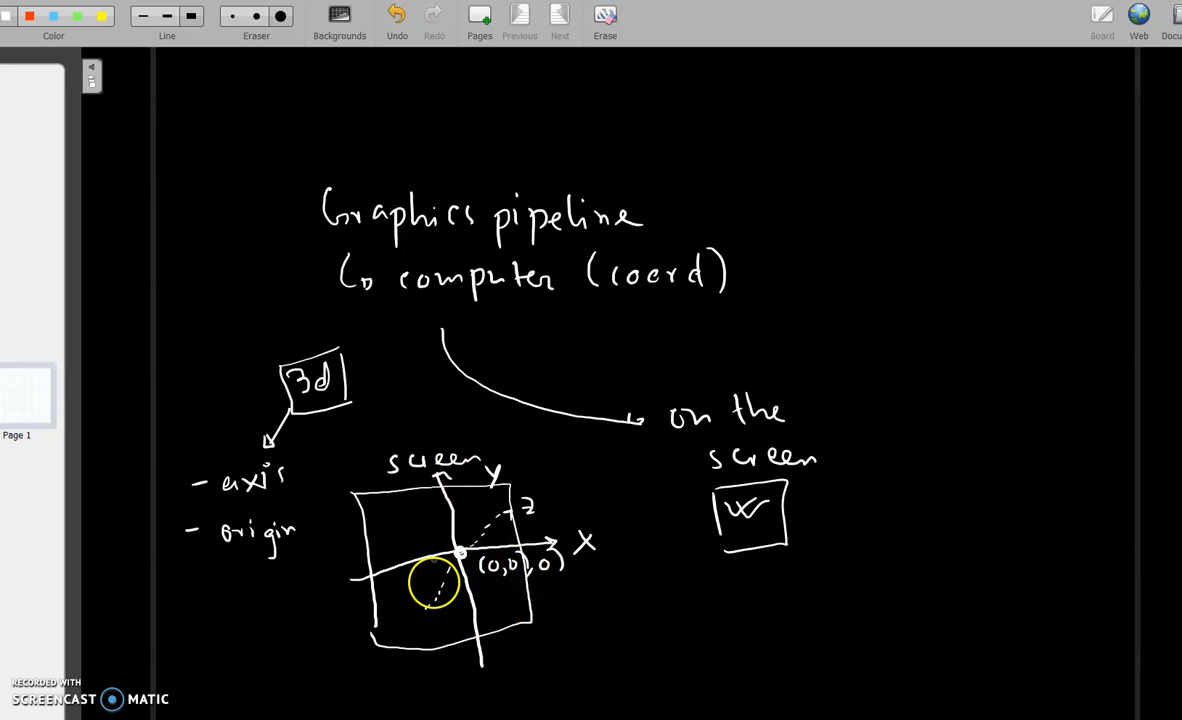 Color
Line
Eraser
Backgrounds
Undo
Redo
Pages
Previous
Next
Erase
Board
Web
Docu
Graphics pipeline
computer (coord)
3d
on the
screen
screen
- axis
- origin
Y
Z
X
(0,0,0)
Page 1
RECORDED WITH
SCREENCAST MATIC